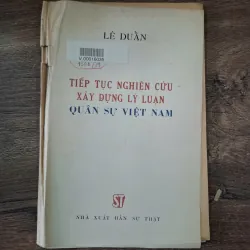 LÊ DUẨN
TIẾP TỤC NGHIÊN CỨU
XÂY DỰNG LÝ LUẬN
QUÂN SỰ VIỆT NAM
ST
NHÀ XUẤT BẢN SỰ THẬT